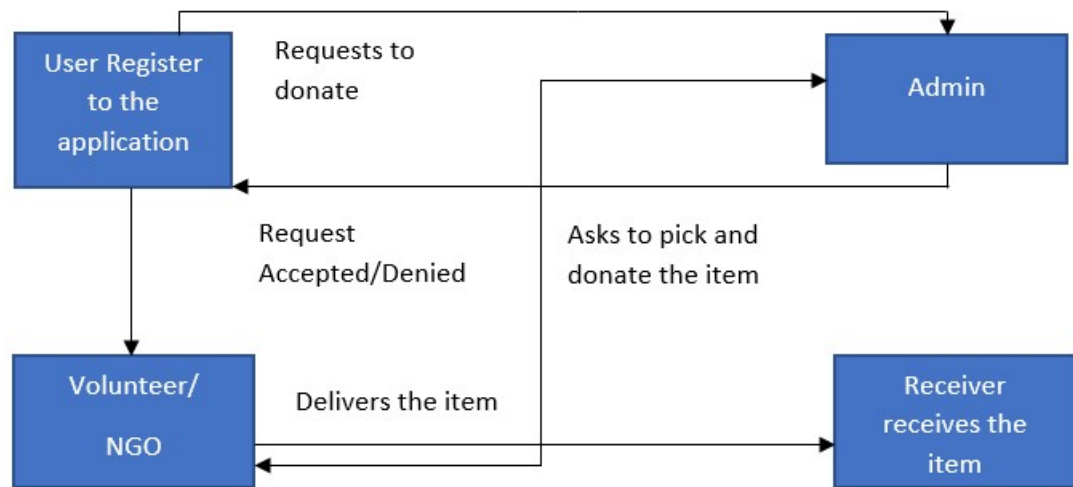 User Register
to the
application
Requests to
donate
Admin
Request
Accepted/Denied
Asks to pick and
donate the item
Volunteer/
NGO
Delivers the item
Receiver
receives the
item